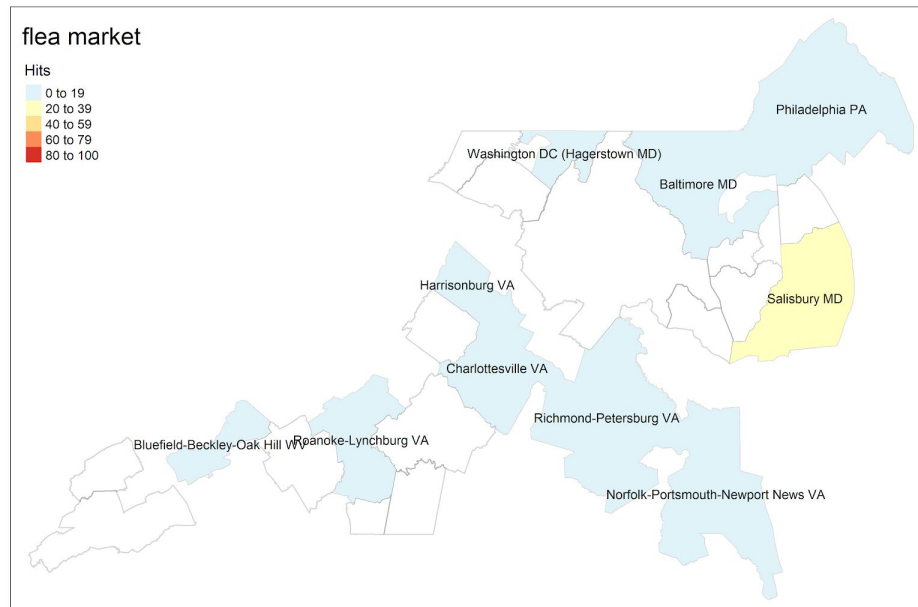 flea market
Hits
0 to 19
20 to 39
40 to 59
60 to 79
80 to 100
Philadelphia PA
Washington DC (Hagerstown MD)
Baltimore MD
Harrisonburg VA
Salisbury MD
Charlottesville VA
Richmond-Petersburg VA
Bluefield-Beckley-Oak Hill WV
Roanoke-Lynchburg VA
Norfolk-Portsmouth-Newport News VA